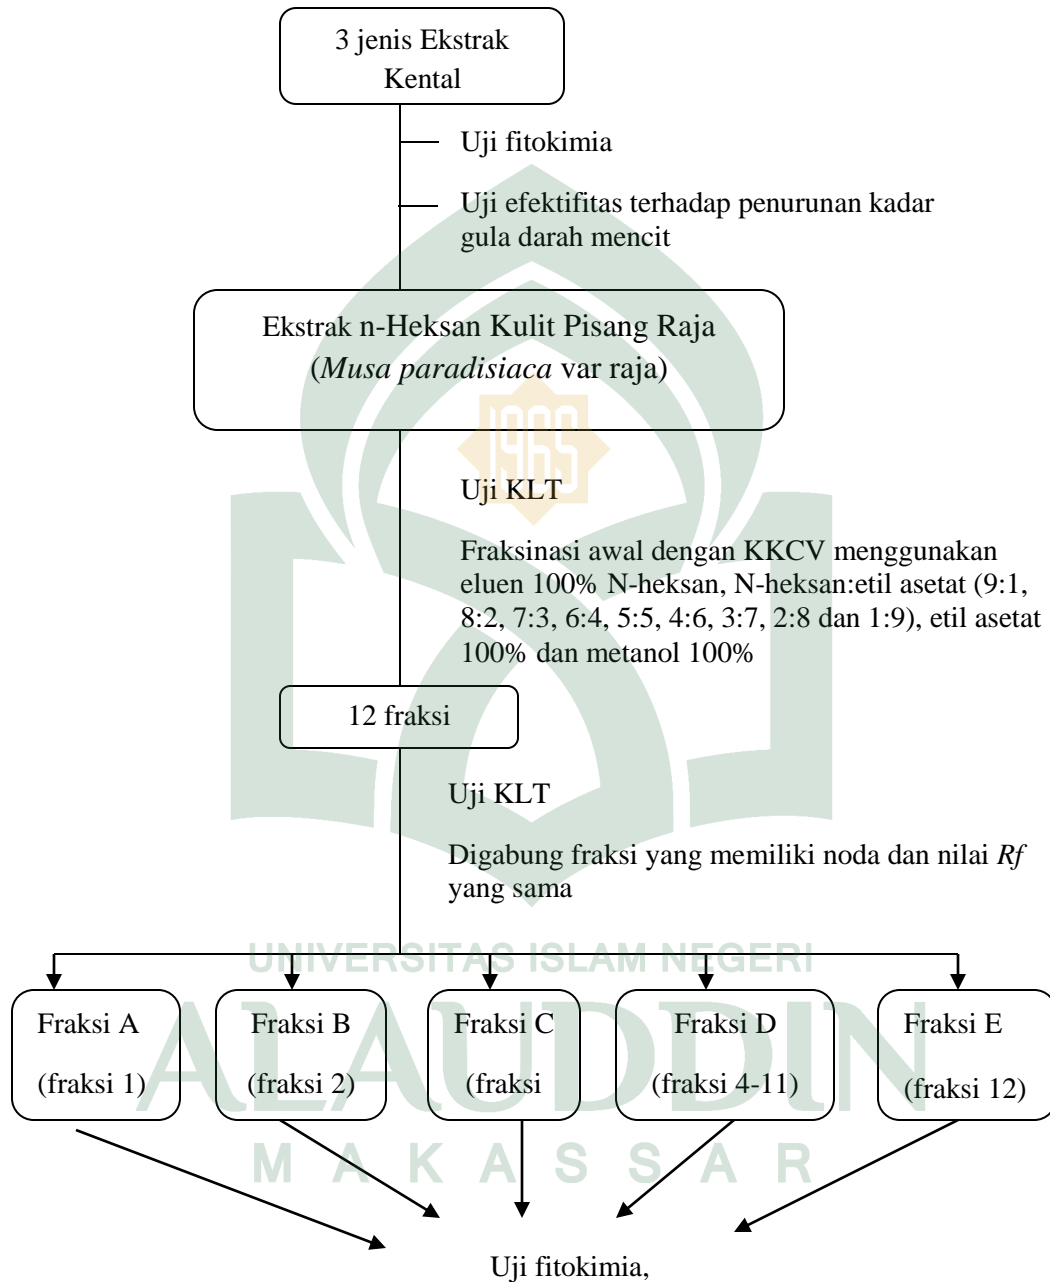 3 jenis Ekstrak
Kental
Uji fitokimia
Uji efektifitas terhadap penurunan kadar
gula darah mencit
Ekstrak n-Heksan Kulit Pisang Raja
(Musa paradisiaca var raja)
1965
Uji KLT
Fraksinasi awal dengan KKCV menggunakan
eluen 100% N-heksan, N-heksan:etil asetat (9:1,
8:2, 7:3, 6:4, 5:5, 4:6, 3:7, 2:8 dan 1:9), etil asetat
100% dan metanol 100%
12 fraksi
Uji KLT
Digabung fraksi yang memiliki noda dan nilai Rf
yang sama
UNIVERSITAS ISLAM NEGERI
Fraksi A
(fraksi 1)
Fraksi B
(fraksi 2)
Fraksi C
(fraksi
Fraksi D
(fraksi 4-11)
Fraksi E
(fraksi 12)
ALAUDDIN
MAKASSAR
Uji fitokimia,